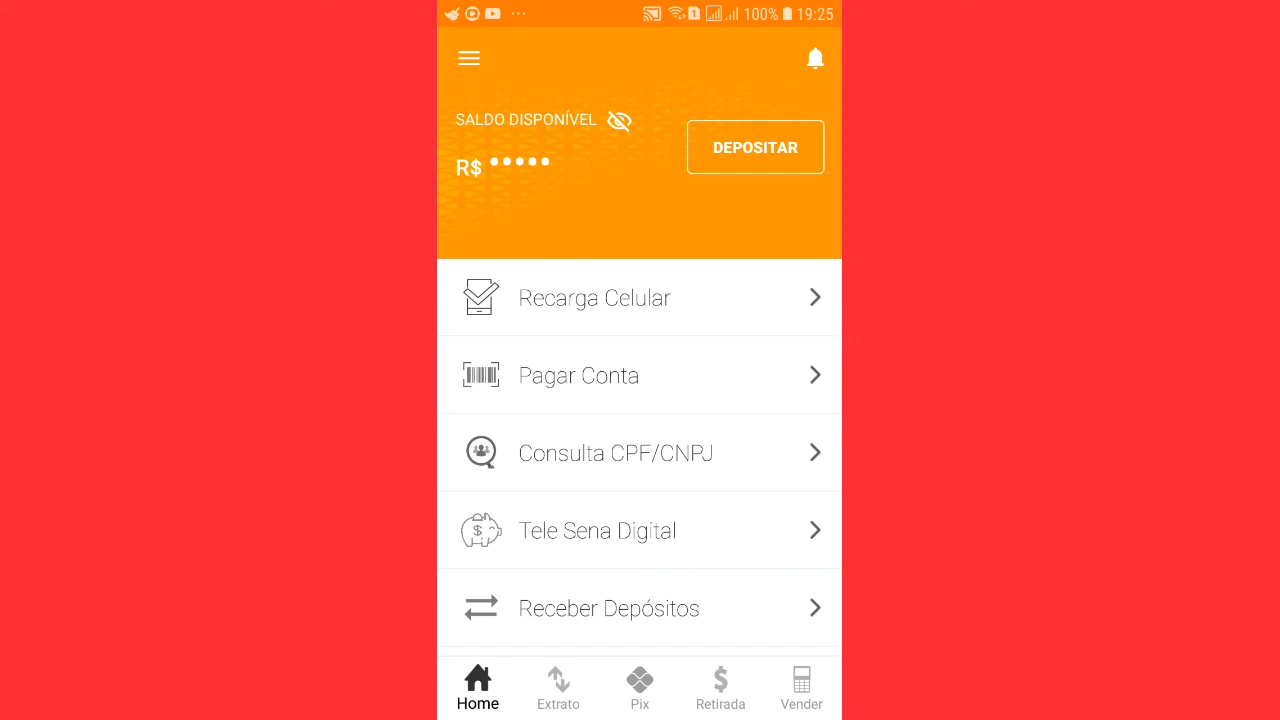 100% 19:25
SALDO DISPONÍVEL
R$ •••••
DEPOSITAR
Recarga Celular
Pagar Conta
Consulta CPF/CNPJ
Tele Sena Digital
Receber Depósitos
Home Extrato Pix Retirada Vender